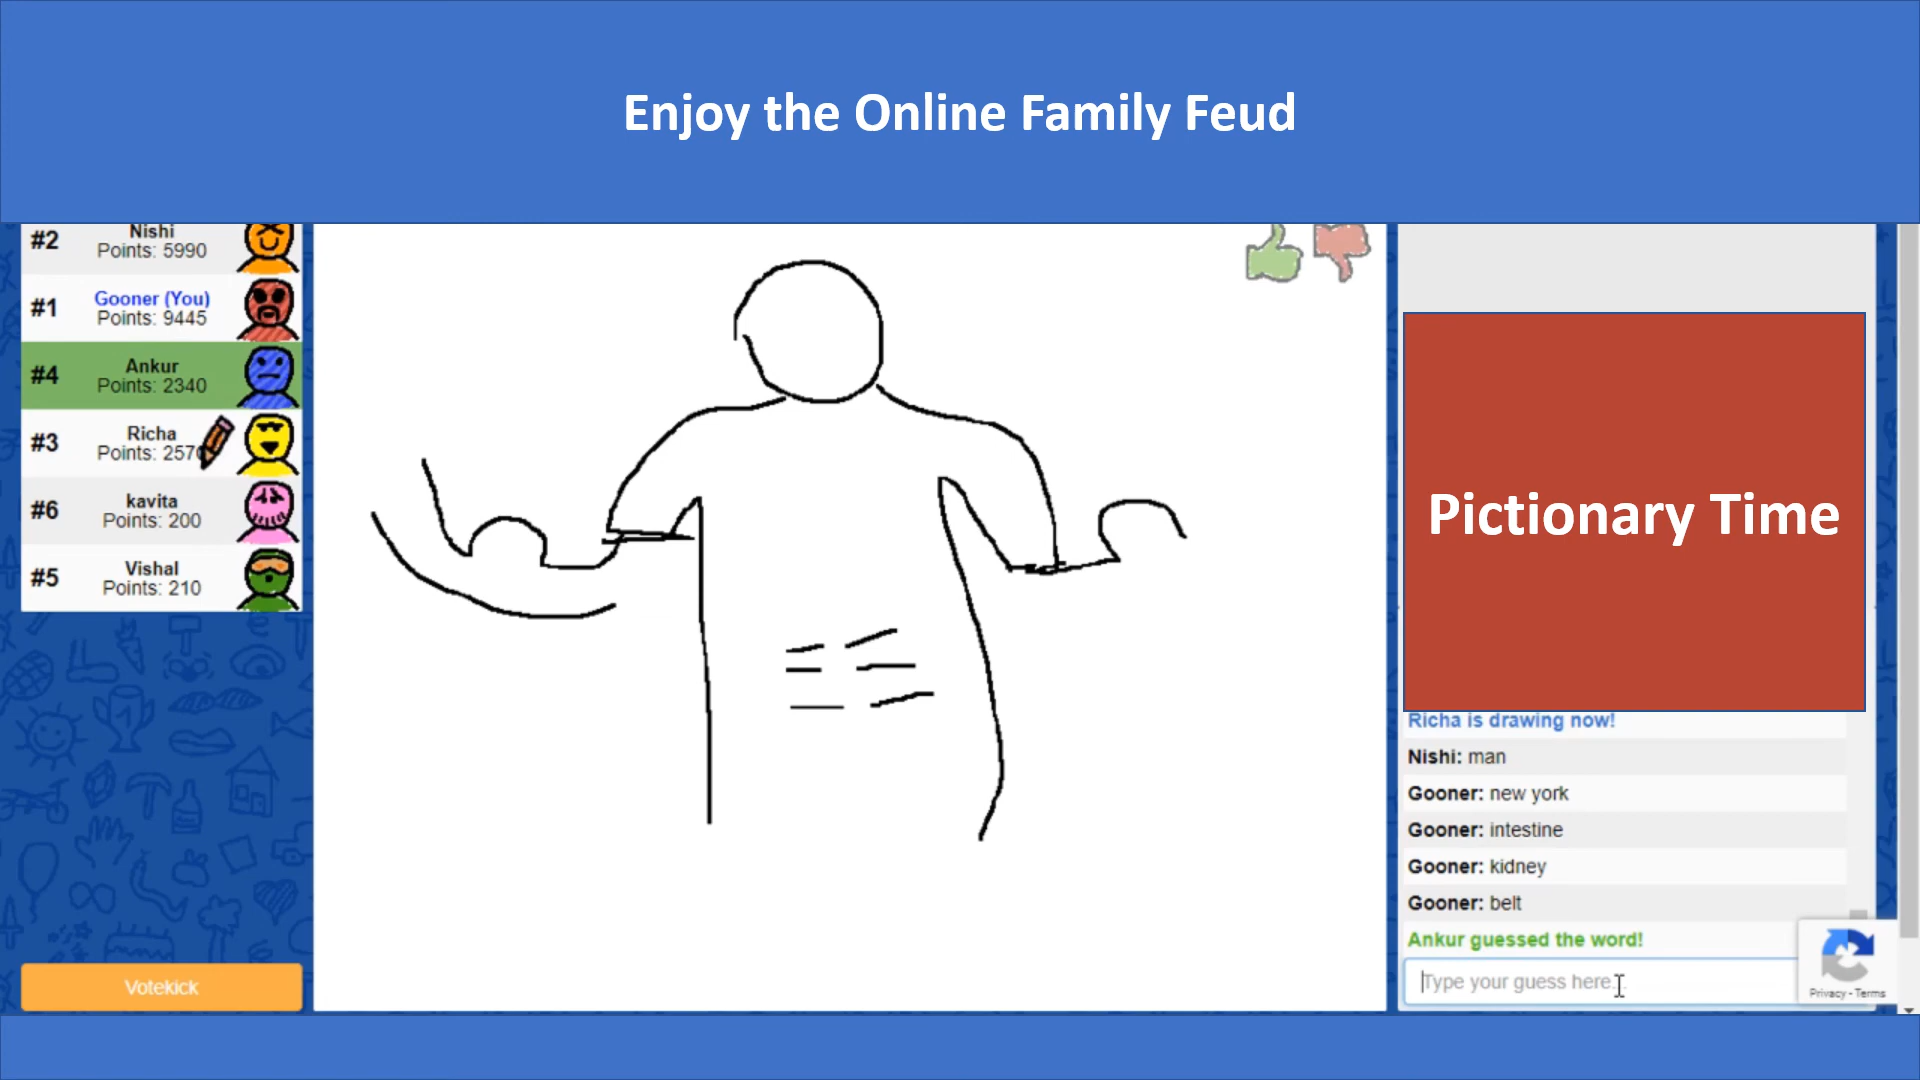 Enjoy the Online Family Feud
#2 Nishi
Points: 5990
#1 Gooner (You)
Points: 9445
#4 Ankur
Points: 2340
#3 Richa
Points: 2570
#6 kavita
Points: 200
#5 Vishal
Points: 210
Votekick
Pictionary Time
Richa is drawing now!
Nishi: man
Gooner: new york
Gooner: intestine
Gooner: kidney
Gooner: belt
Ankur guessed the word!
Type your guess here...
Privacy - Terms